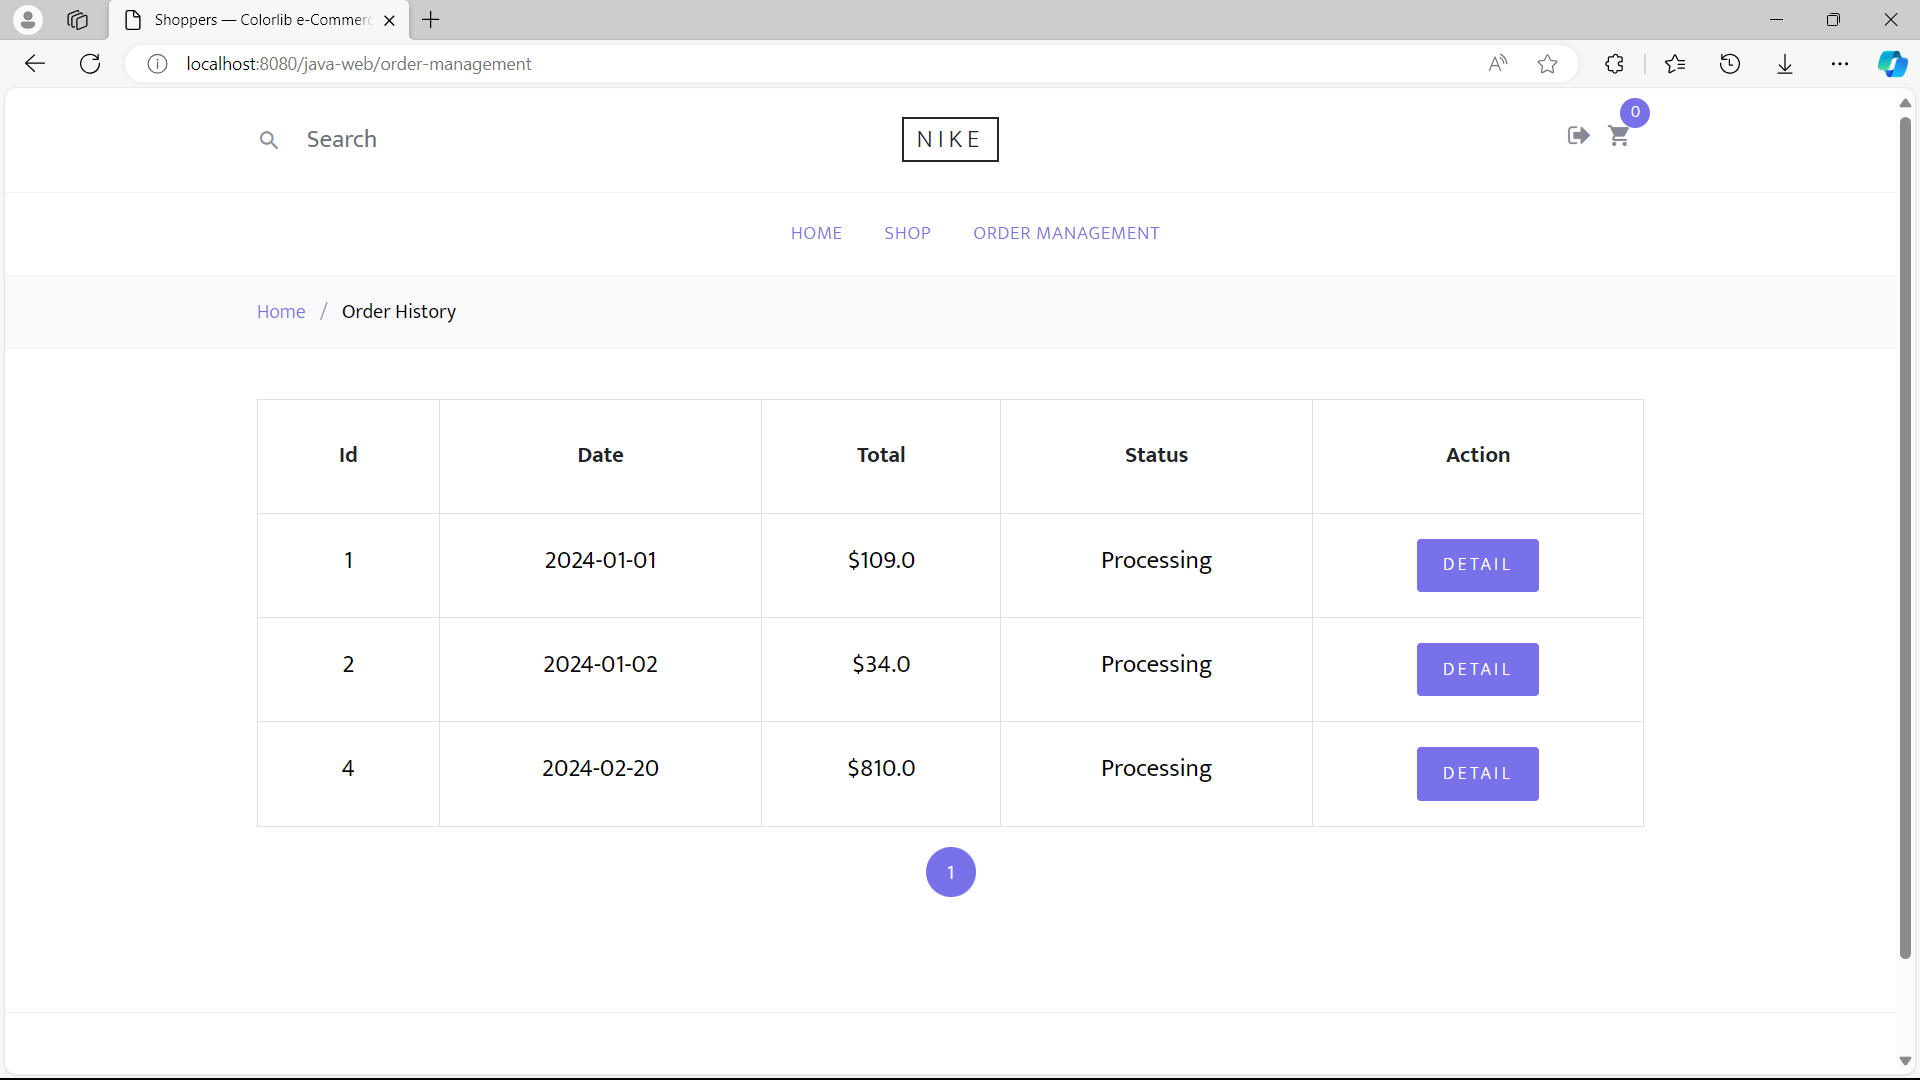 Shoppers — Colorlib e-Commerc
localhost:8080/java-web/order-management
0
Search
NIKE
HOME SHOP ORDER MANAGEMENT
Home / Order History
Id Date Total Status Action
1 2024-01-01 $109.0 Processing DETAIL
2 2024-01-02 $34.0 Processing DETAIL
4 2024-02-20 $810.0 Processing DETAIL
1